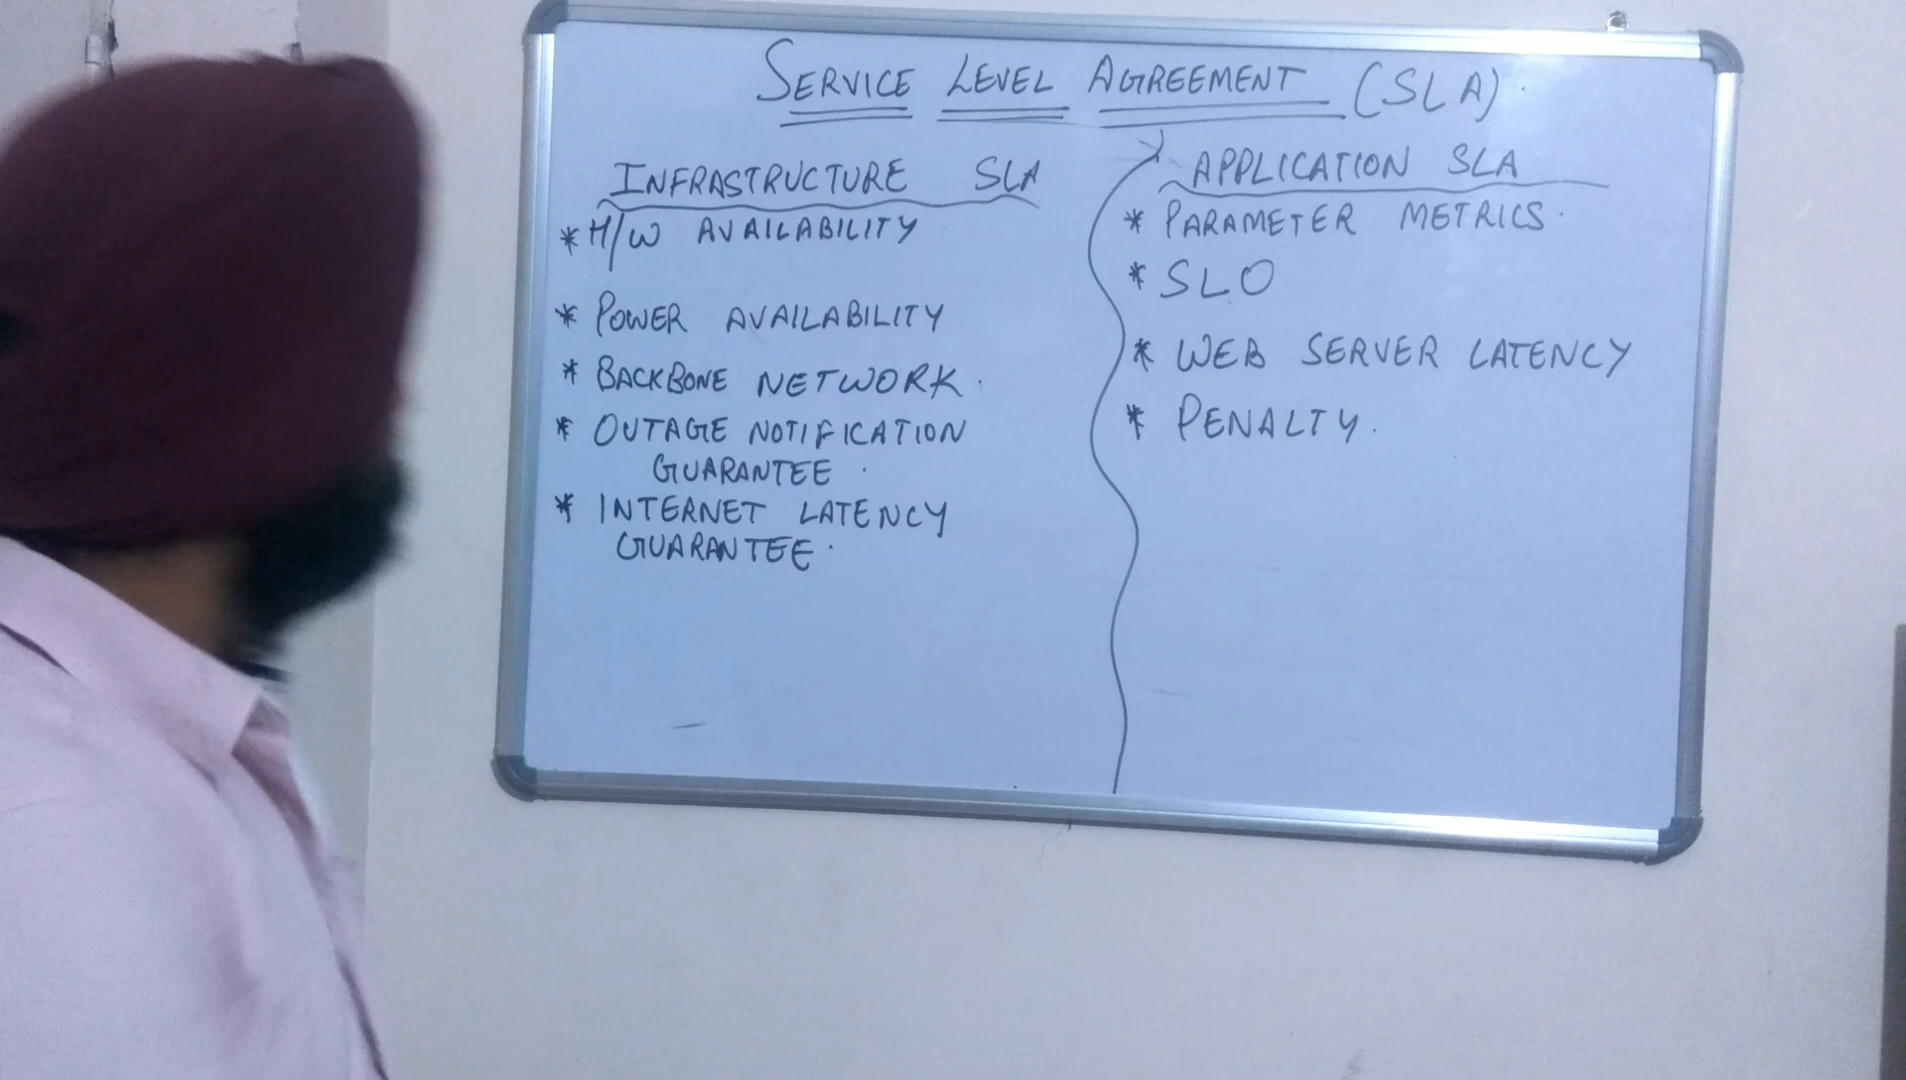 SERVICE LEVEL AGREEMENT (SLA).
INFRASTRUCTURE SLA
* H/W AVAILABILITY
* POWER AVAILABILITY
* BACKBONE NETWORK.
* OUTAGE NOTIFICATION
GUARANTEE.
* INTERNET LATENCY
GUARANTEE.
APPLICATION SLA
* PARAMETER METRICS.
* SLO
* WEB SERVER LATENCY
* PENALTY.